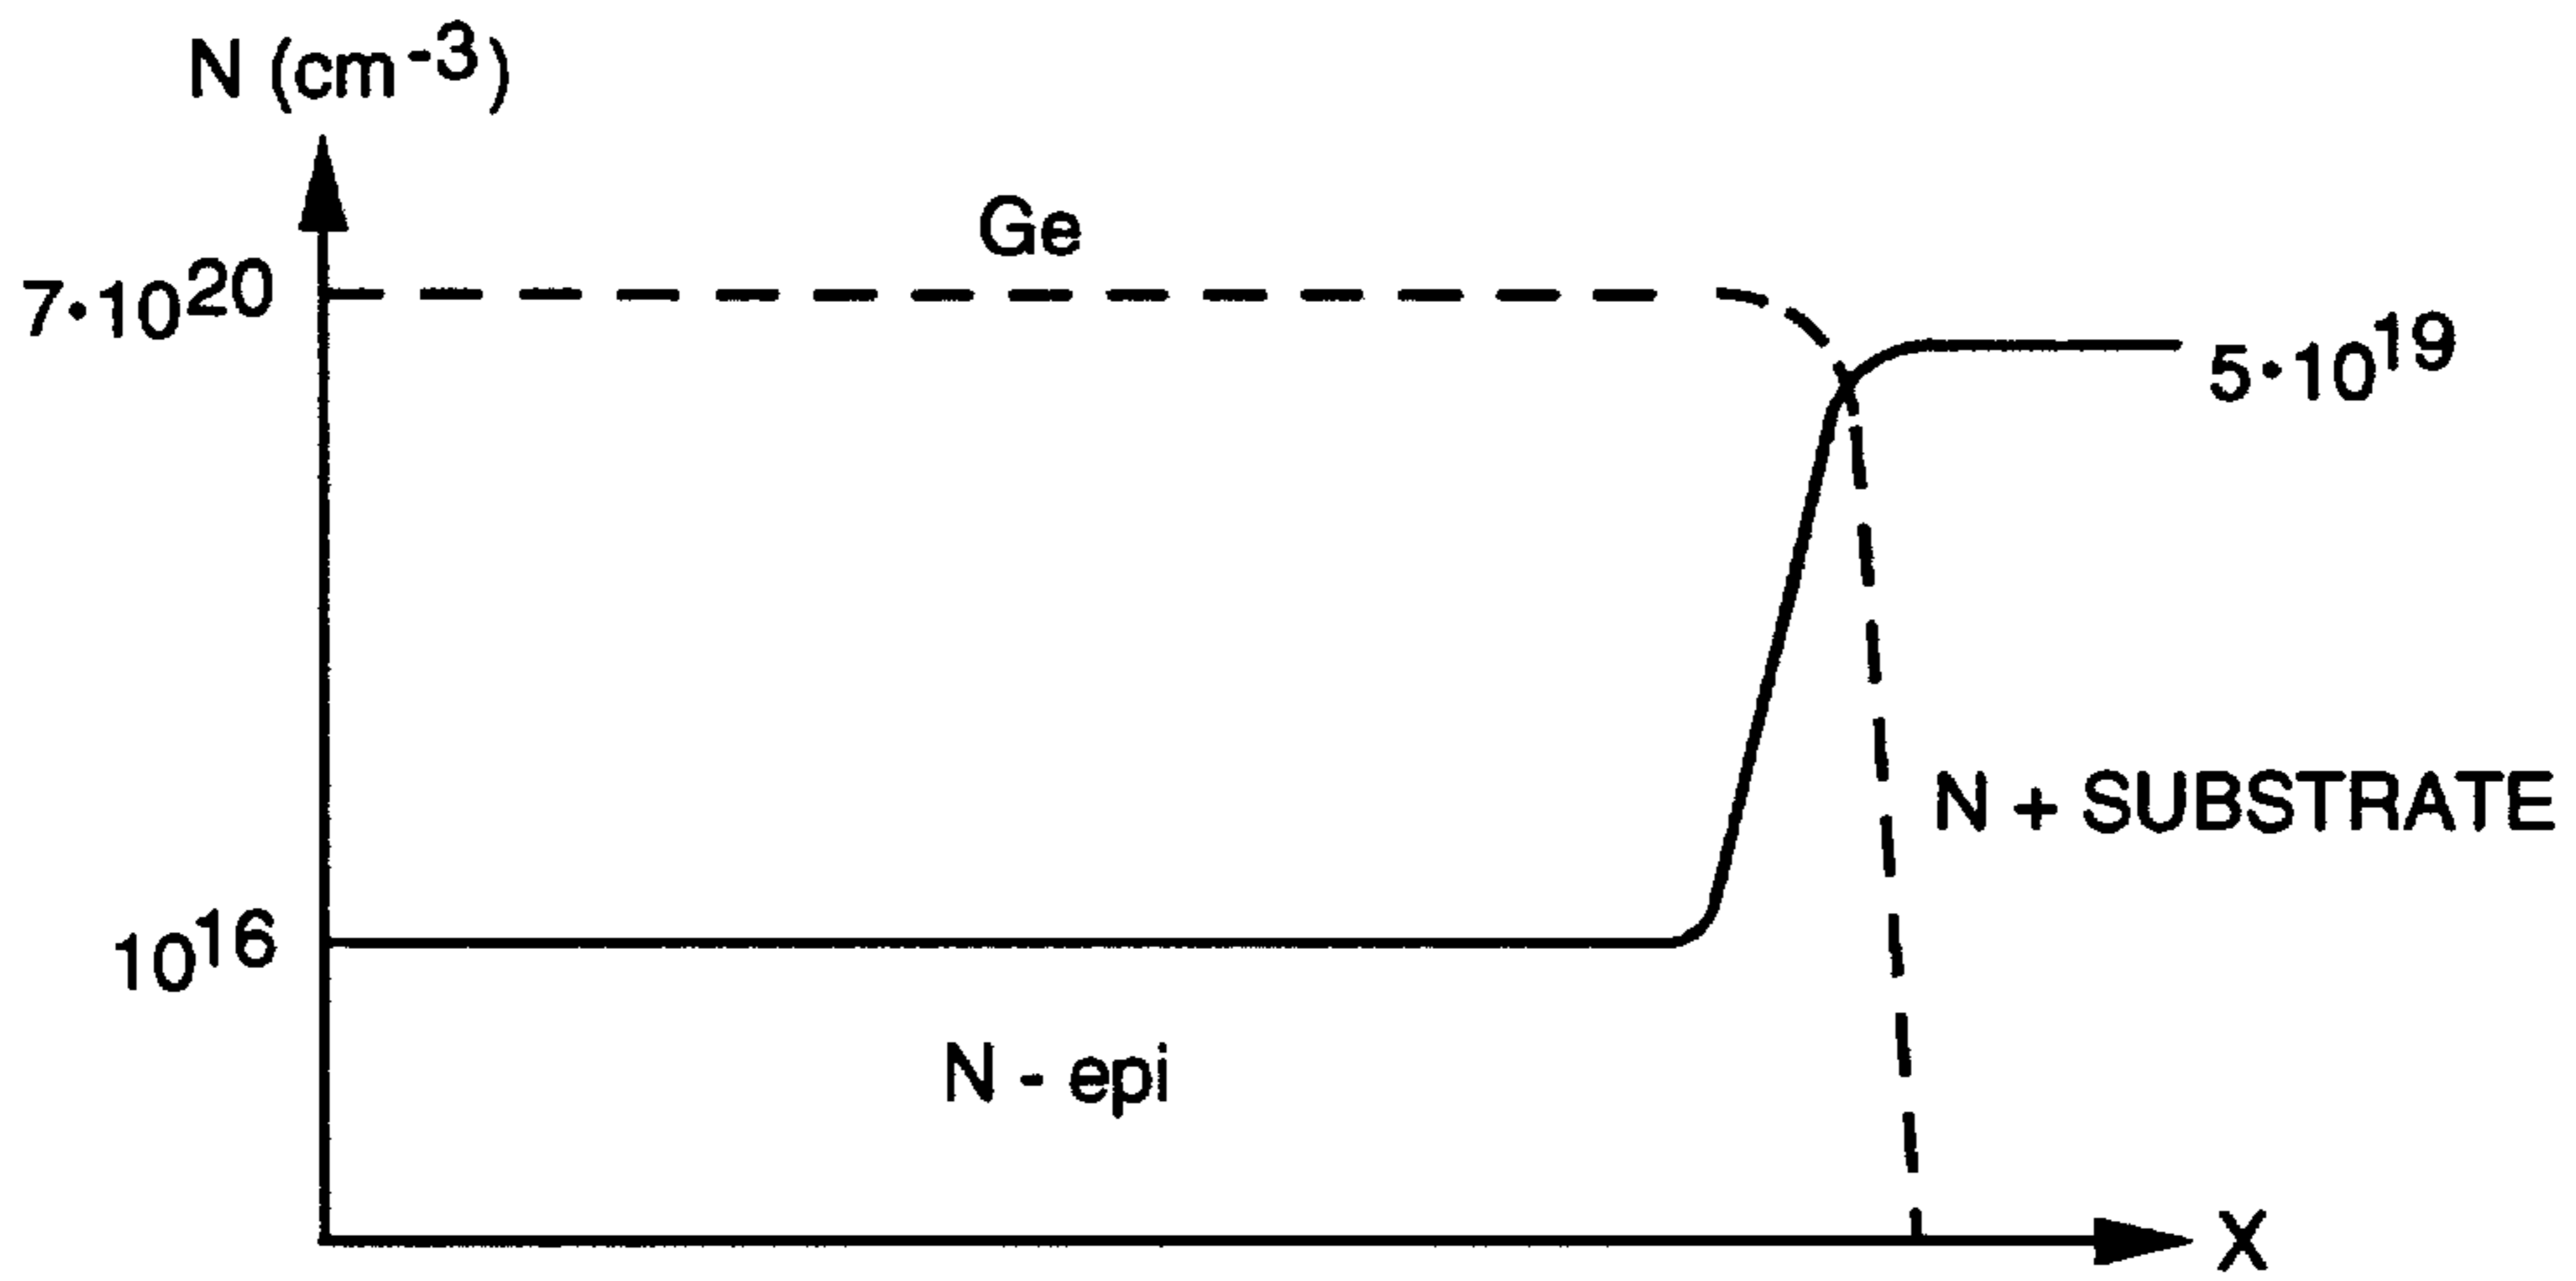 N (cm⁻³)
Ge
7·10²⁰
5·10¹⁹
N + SUBSTRATE
10¹⁶
N - epi
X